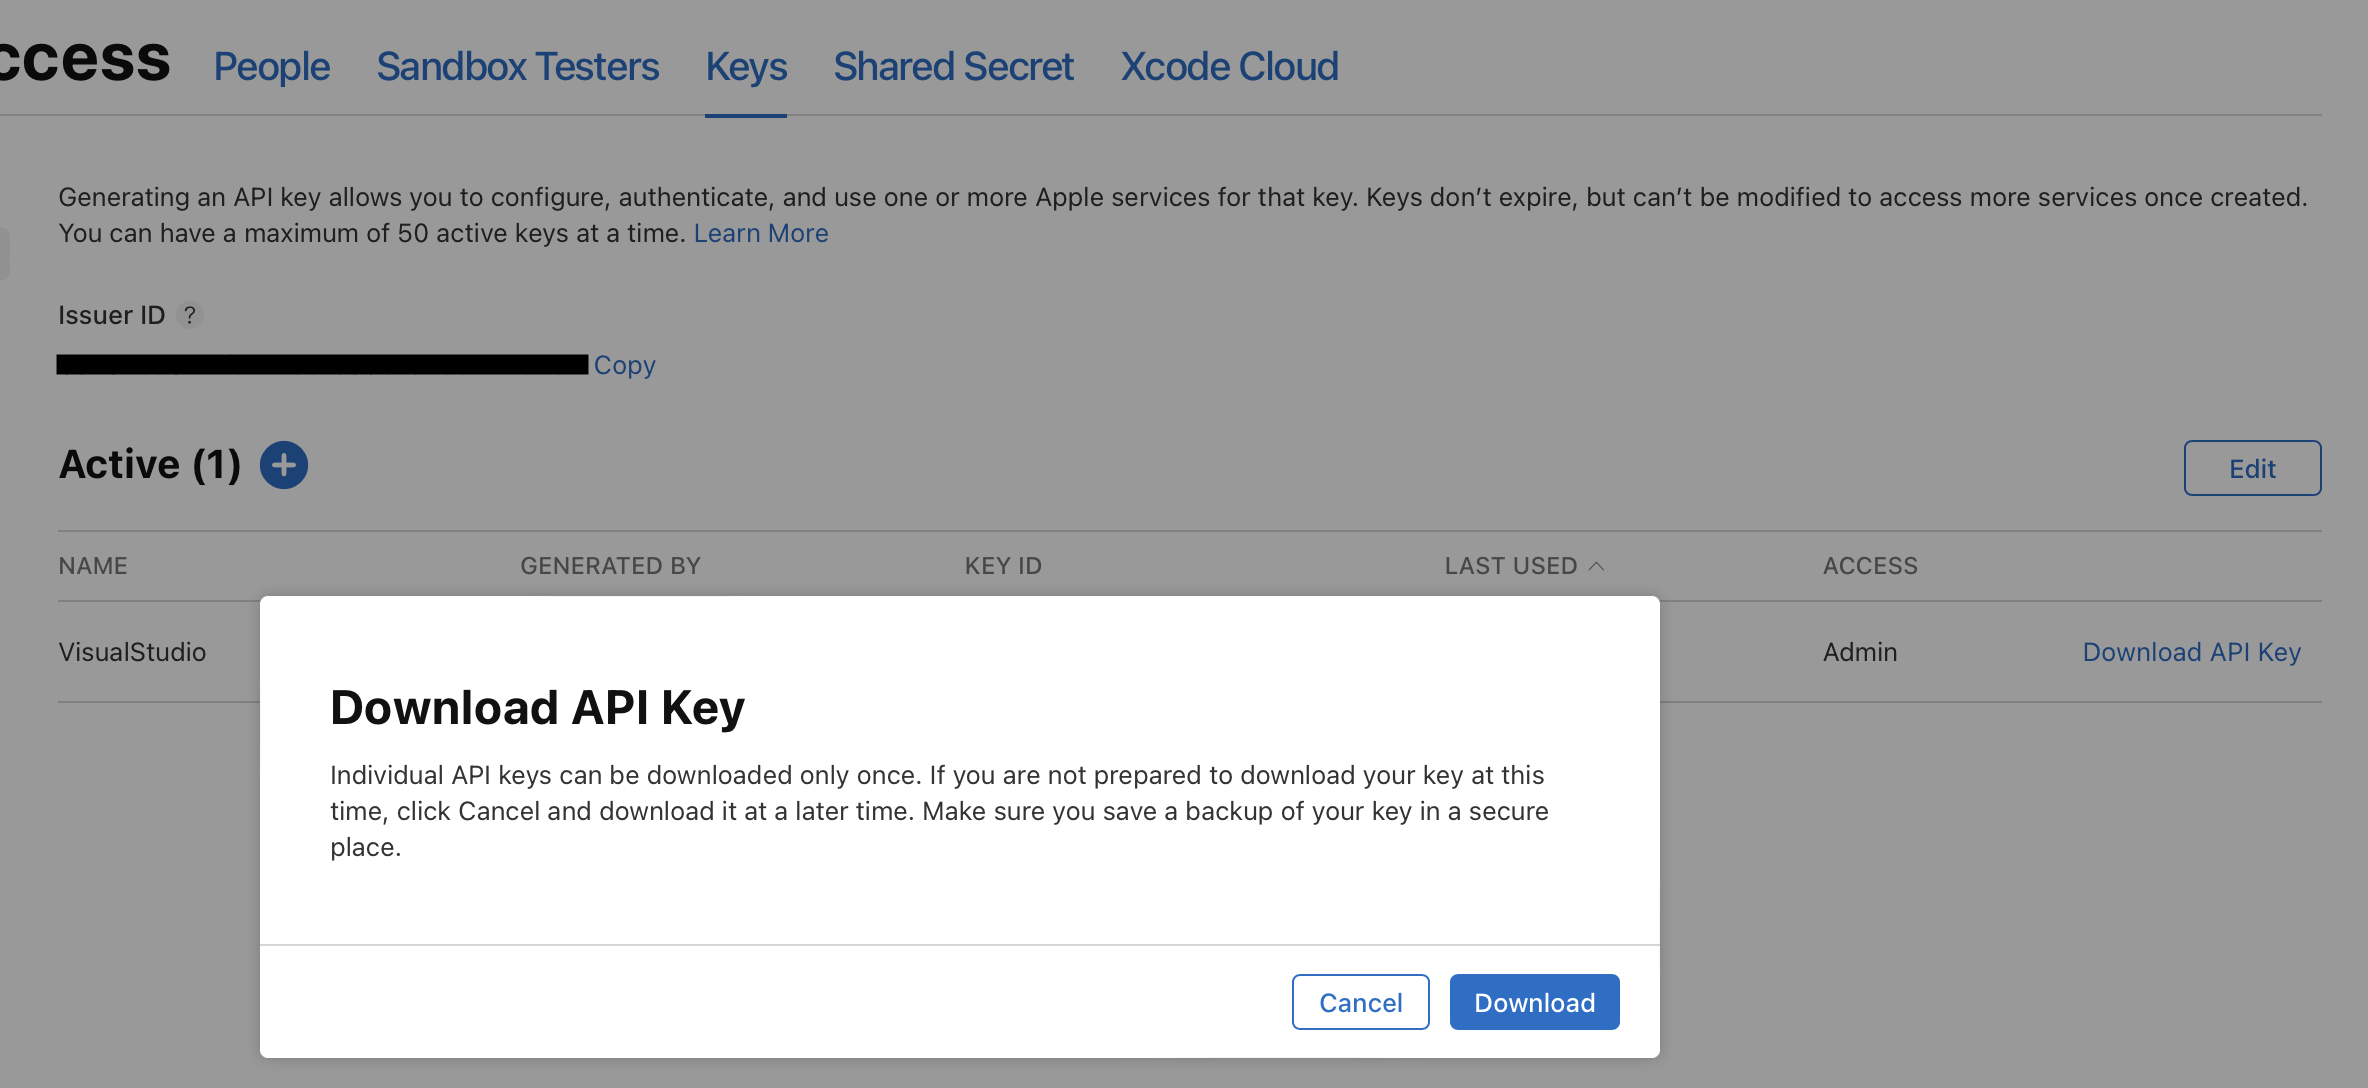 ccess People Sandbox Testers Keys Shared Secret Xcode Cloud
Generating an API key allows you to configure, authenticate, and use one or more Apple services for that key. Keys don’t expire, but can’t be modified to access more services once created.
You can have a maximum of 50 active keys at a time. Learn More
Issuer ID ?
Copy
Active (1) +
Edit
NAME GENERATED BY KEY ID LAST USED ACCESS
VisualStudio Admin Download API Key
Download API Key
Individual API keys can be downloaded only once. If you are not prepared to download your key at this
time, click Cancel and download it at a later time. Make sure you save a backup of your key in a secure
place.
Cancel Download